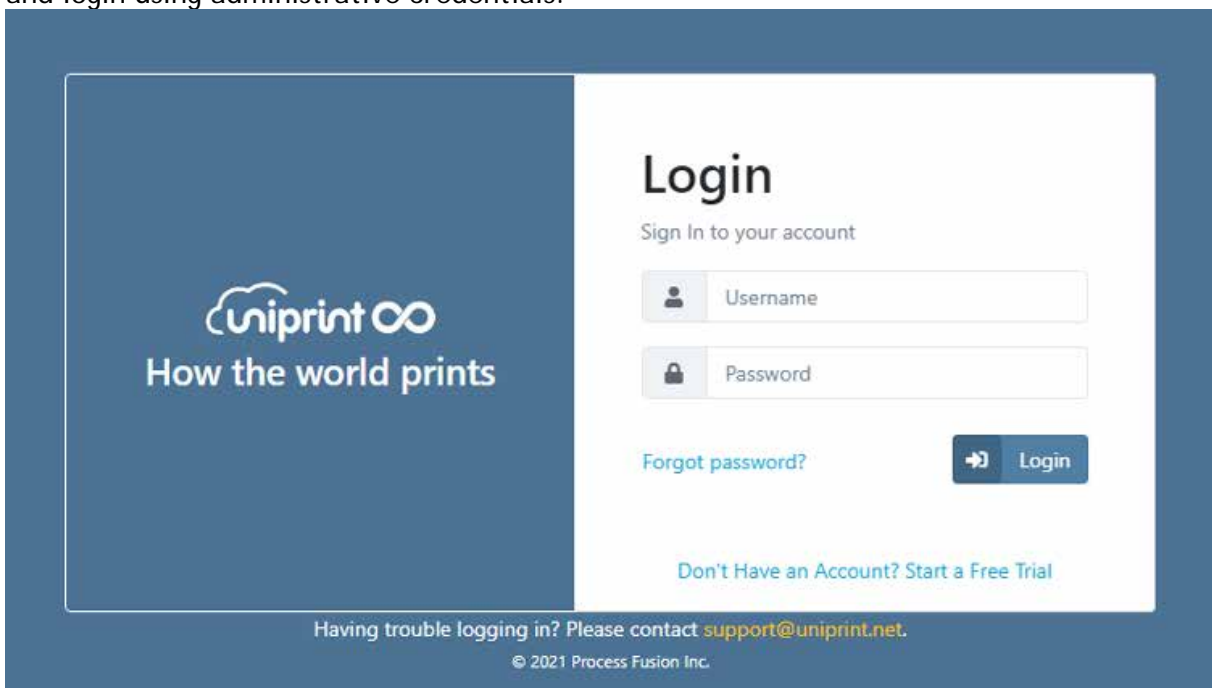 and login using administrative credentials.
Login
Sign In to your account
Username
Password
Forgot password?
Login
Don't Have an Account? Start a Free Trial
uniprint
How the world prints
Having trouble logging in? Please contact support@uniprint.net.
© 2021 Process Fusion Inc.